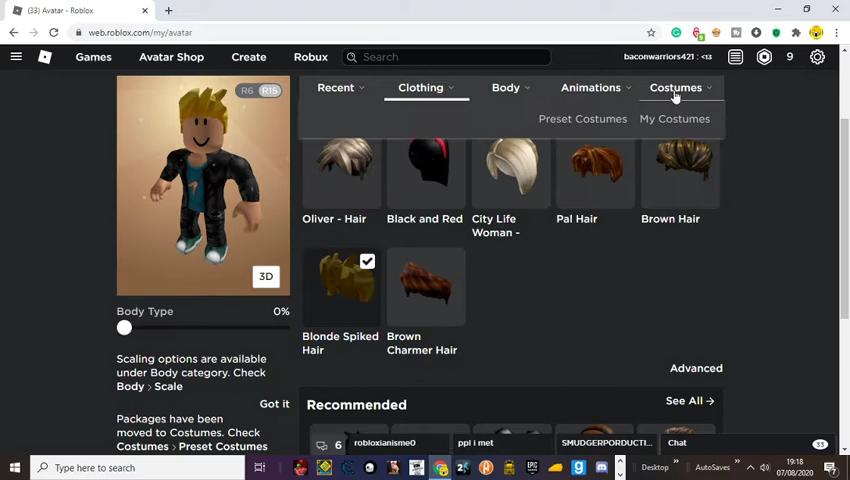 (33) Avatar - Roblox
web.roblox.com/my/avatar
Games Avatar Shop Create Robux Search baconwarriors421 : <13 9
R6 R15
Recent Clothing Body Animations Costumes
Preset Costumes My Costumes
Oliver - Hair
Black and Red
City Life
Woman -
Pal Hair
Brown Hair
3D
Blonde Spiked
Hair
Brown
Charmer Hair
Body Type 0%
Scaling options are available
under Body category. Check
Body > Scale
Got it
Packages have been
moved to Costumes. Check
Costumes > Preset Costumes
Advanced
Recommended See All →
6 robloxianisme0 ppl i met SMUDGERPORDUCTI... Chat 33
Type here to search
Desktop AutoSaves 19:18
07/08/2020